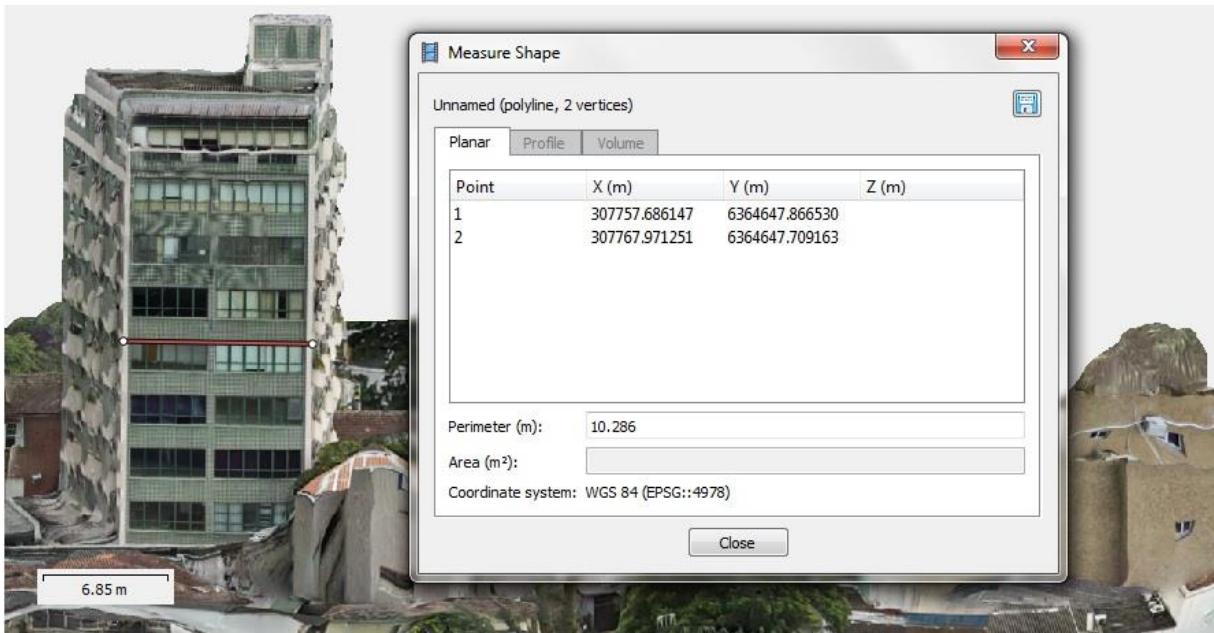 Measure Shape
Unnamed (polyline, 2 vertices)
Planar Profile Volume
Point X (m) Y (m) Z (m)
1 307757.686147 6364647.866530
2 307767.971251 6364647.709163
Perimeter (m): 10.286
Area (m²):
Coordinate system: WGS 84 (EPSG::4978)
Close
6.85 m